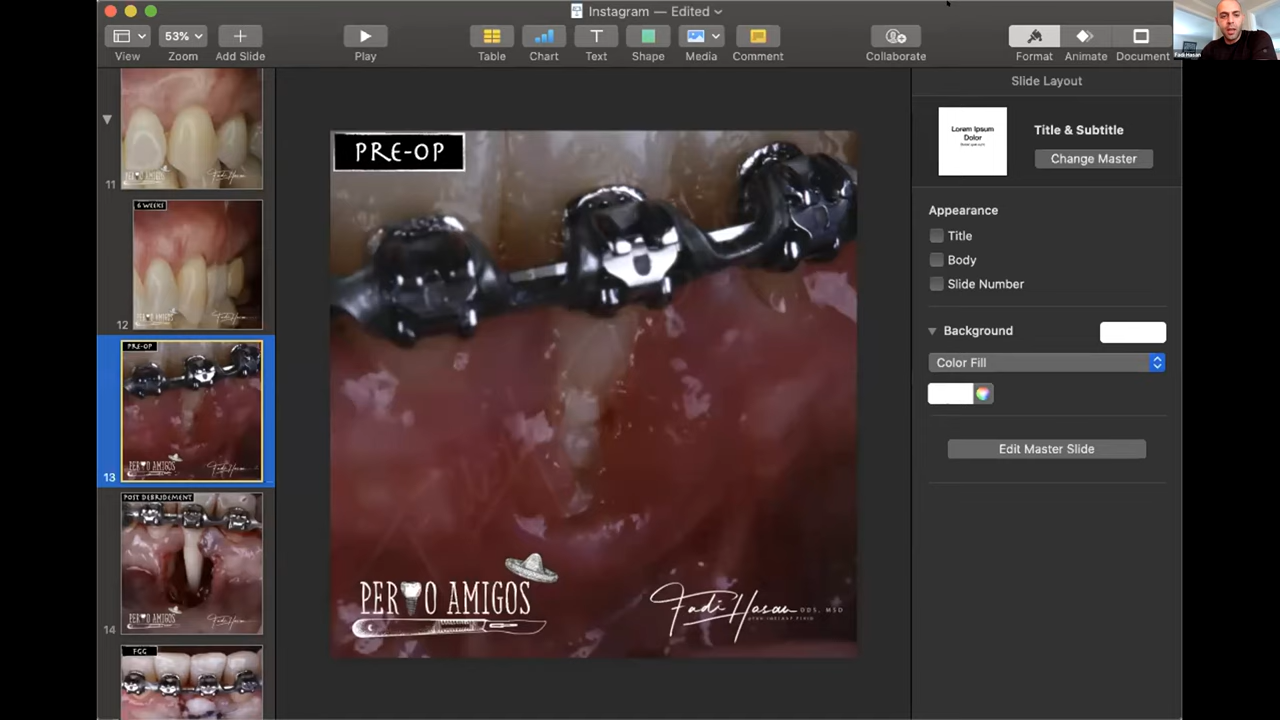 Instagram — Edited
53%
View
Zoom
Add Slide
Play
Table
Chart
Text
Shape
Media
Comment
Collaborate
Format
Animate
Document
Fadi Hasan
Slide Layout
Lorem Ipsum
Dolor
Title & Subtitle
Change Master
Appearance
Title
Body
Slide Number
Background
Color Fill
Edit Master Slide
11
6 WEEKS
12
PRE-OP
13
POST DEBRIDEMENT
14
FGG
PRE-OP
PERIO AMIGOS
Fadi Hasan DDS, MSD